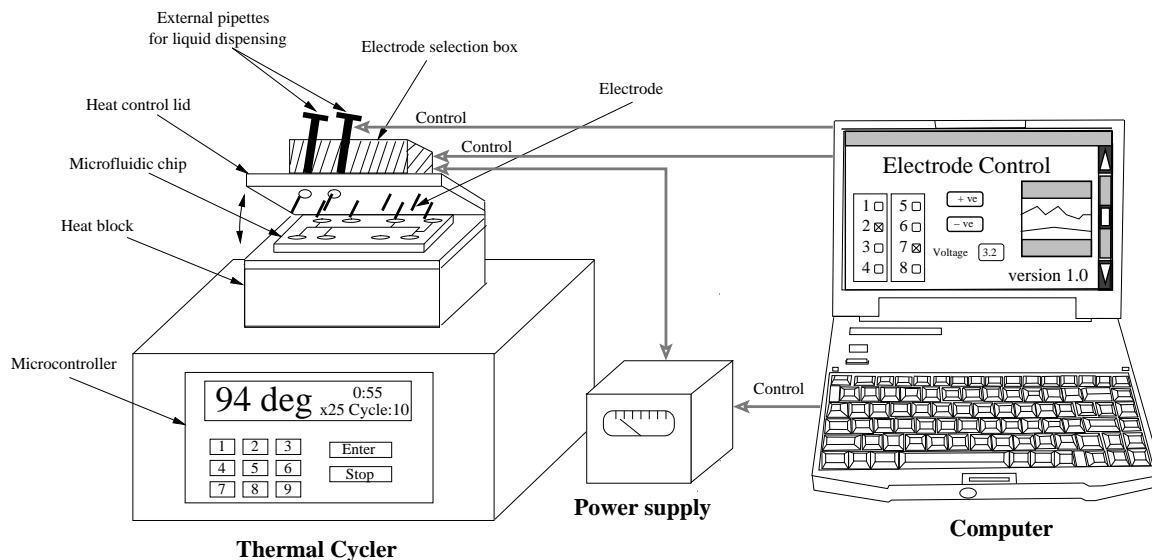 External pipettes
for liquid dispensing
Electrode selection box
Heat control lid
Electrode
Control
Microfluidic chip
Control
Heat block
Electrode Control
1 5
2 6
3 7
4 8
+ ve
− ve
Voltage 3.2
version 1.0
Microcontroller
94 deg
0:55
x25 Cycle:10
1 2 3
4 5 6
7 8 9
Enter
Stop
Control
Power supply
Computer
Thermal Cycler